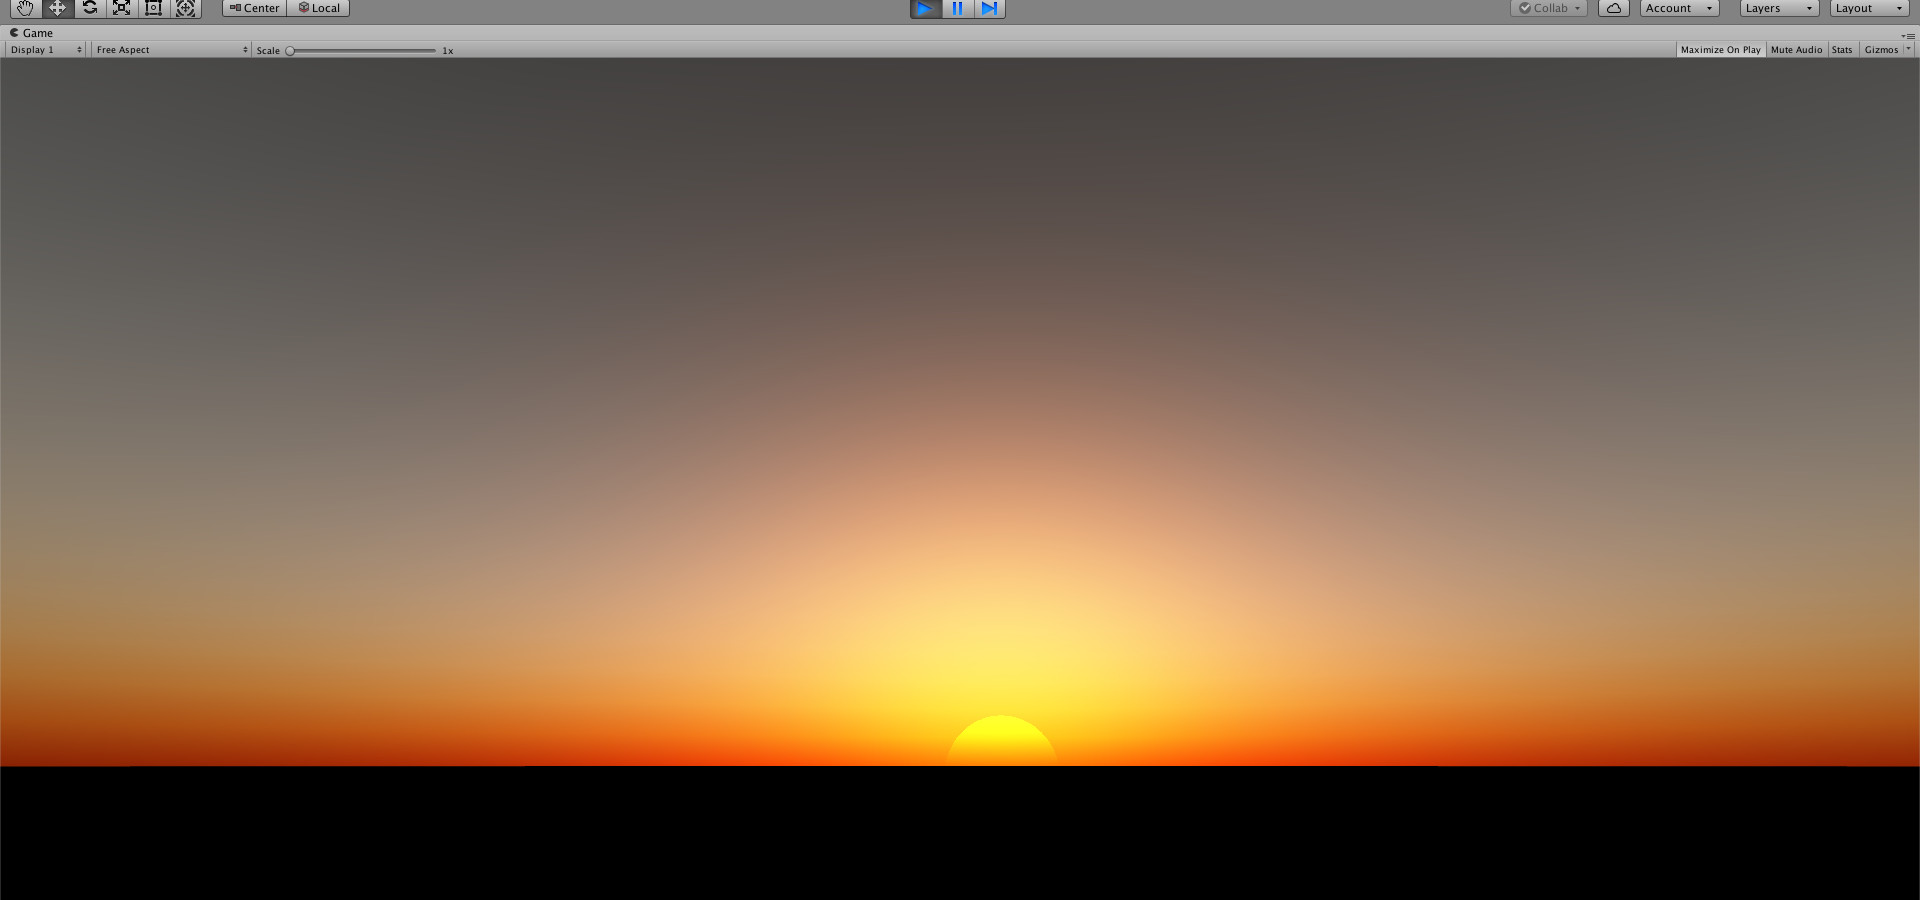 Center Local Collab Account Layers Layout
Game
Display 1 Free Aspect Scale 1x Maximize On Play Mute Audio Stats Gizmos